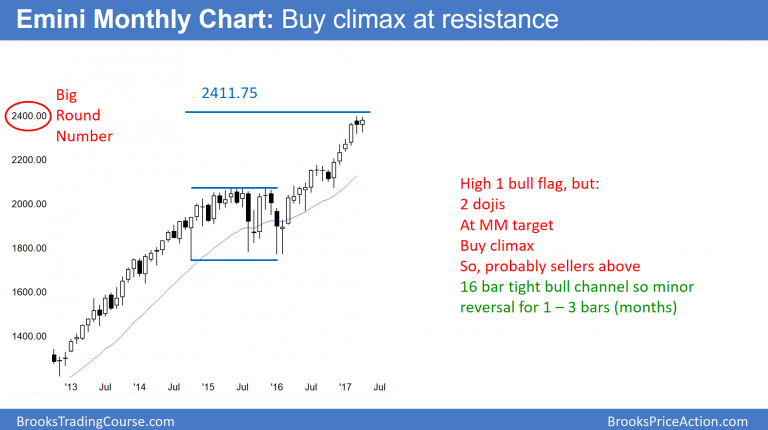 Emini Monthly Chart: Buy climax at resistance
Big
Round
Number
2411.75
2400.00
2200.00
2000.00
1800.00
1600.00
1400.00
'13 Jul '14 Jul '15 Jul '16 Jul '17 Jul
High 1 bull flag, but:
2 dojis
At MM target
Buy climax
So, probably sellers above
16 bar tight bull channel so minor
reversal for 1 – 3 bars (months)
BrooksTradingCourse.com
BrooksPriceAction.com